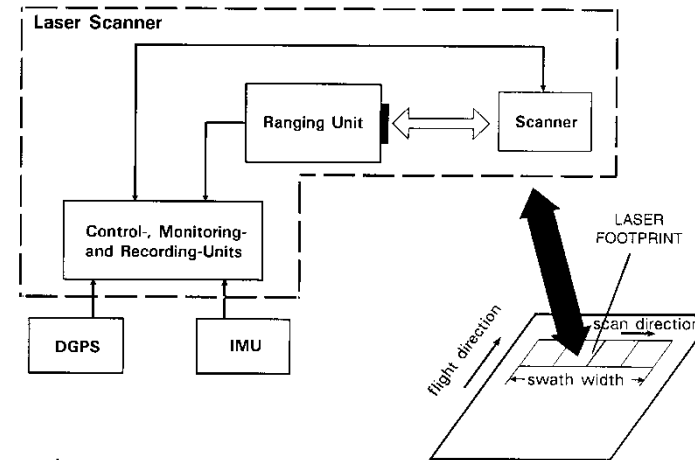 Laser Scanner
Ranging Unit
Scanner
Control-, Monitoring-
and Recording-Units
DGPS
IMU
LASER
FOOTPRINT
scan direction
flight direction
swath width